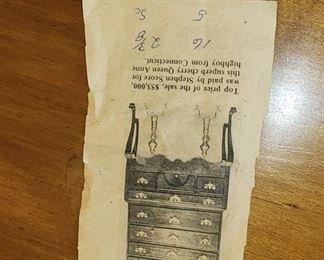 Top price of the sale, $53,000,
was paid by Stephen Score for
this superb cherry Queen Anne
highboy from Connecticut.